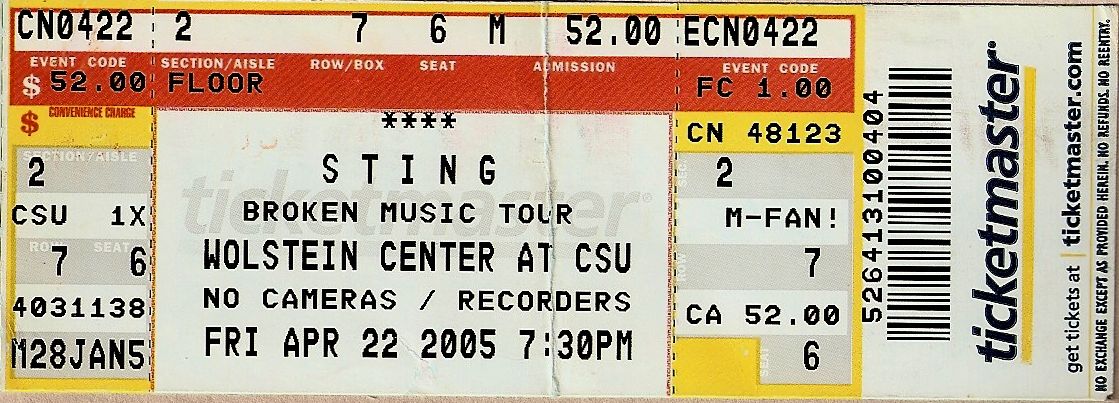 CN0422 2 7 6 M 52.00 ECN0422
EVENT CODE SECTION/AISLE ROW/BOX SEAT ADMISSION EVENT CODE
$ 52.00 FLOOR FC 1.00
$ CONVENIENCE CHARGE
****
CN 48123
SECTION/AISLE
2
STING
2
ticketmaster
CSU 1X
BROKEN MUSIC TOUR
M-FAN!
ROW SEAT
7 6
WOLSTEIN CENTER AT CSU
7
4031138
NO CAMERAS / RECORDERS
CA 52.00
M28JAN5
FRI APR 22 2005 7:30PM
SEAT
6
526413100404
ticketmaster®
get tickets at ticketmaster.com
NO EXCHANGE EXCEPT AS PROVIDED HEREIN. NO REFUNDS. NO REENTRY.